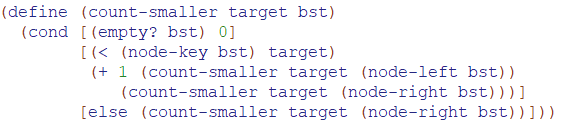 (define (count-smaller target bst)
(cond [(empty? bst) 0]
[(< (node-key bst) target)
(+ 1 (count-smaller target (node-left bst))
(count-smaller target (node-right bst)))]
[else (count-smaller target (node-right bst))]))